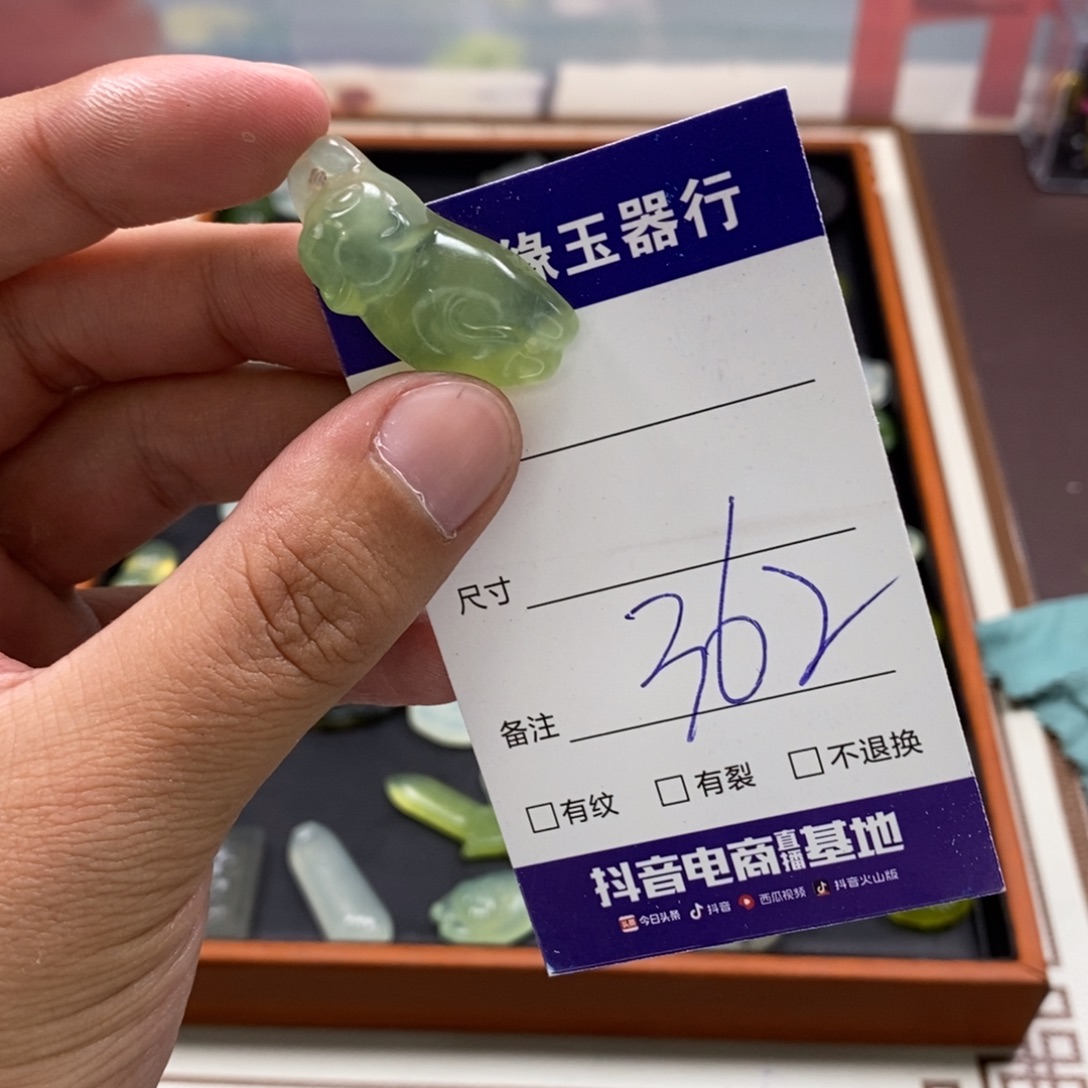 缘玉器行
尺寸
362
备注
□有纹 □有裂 □不退换
抖音电商直播基地
今日头条 抖音 西瓜视频 抖音火山版